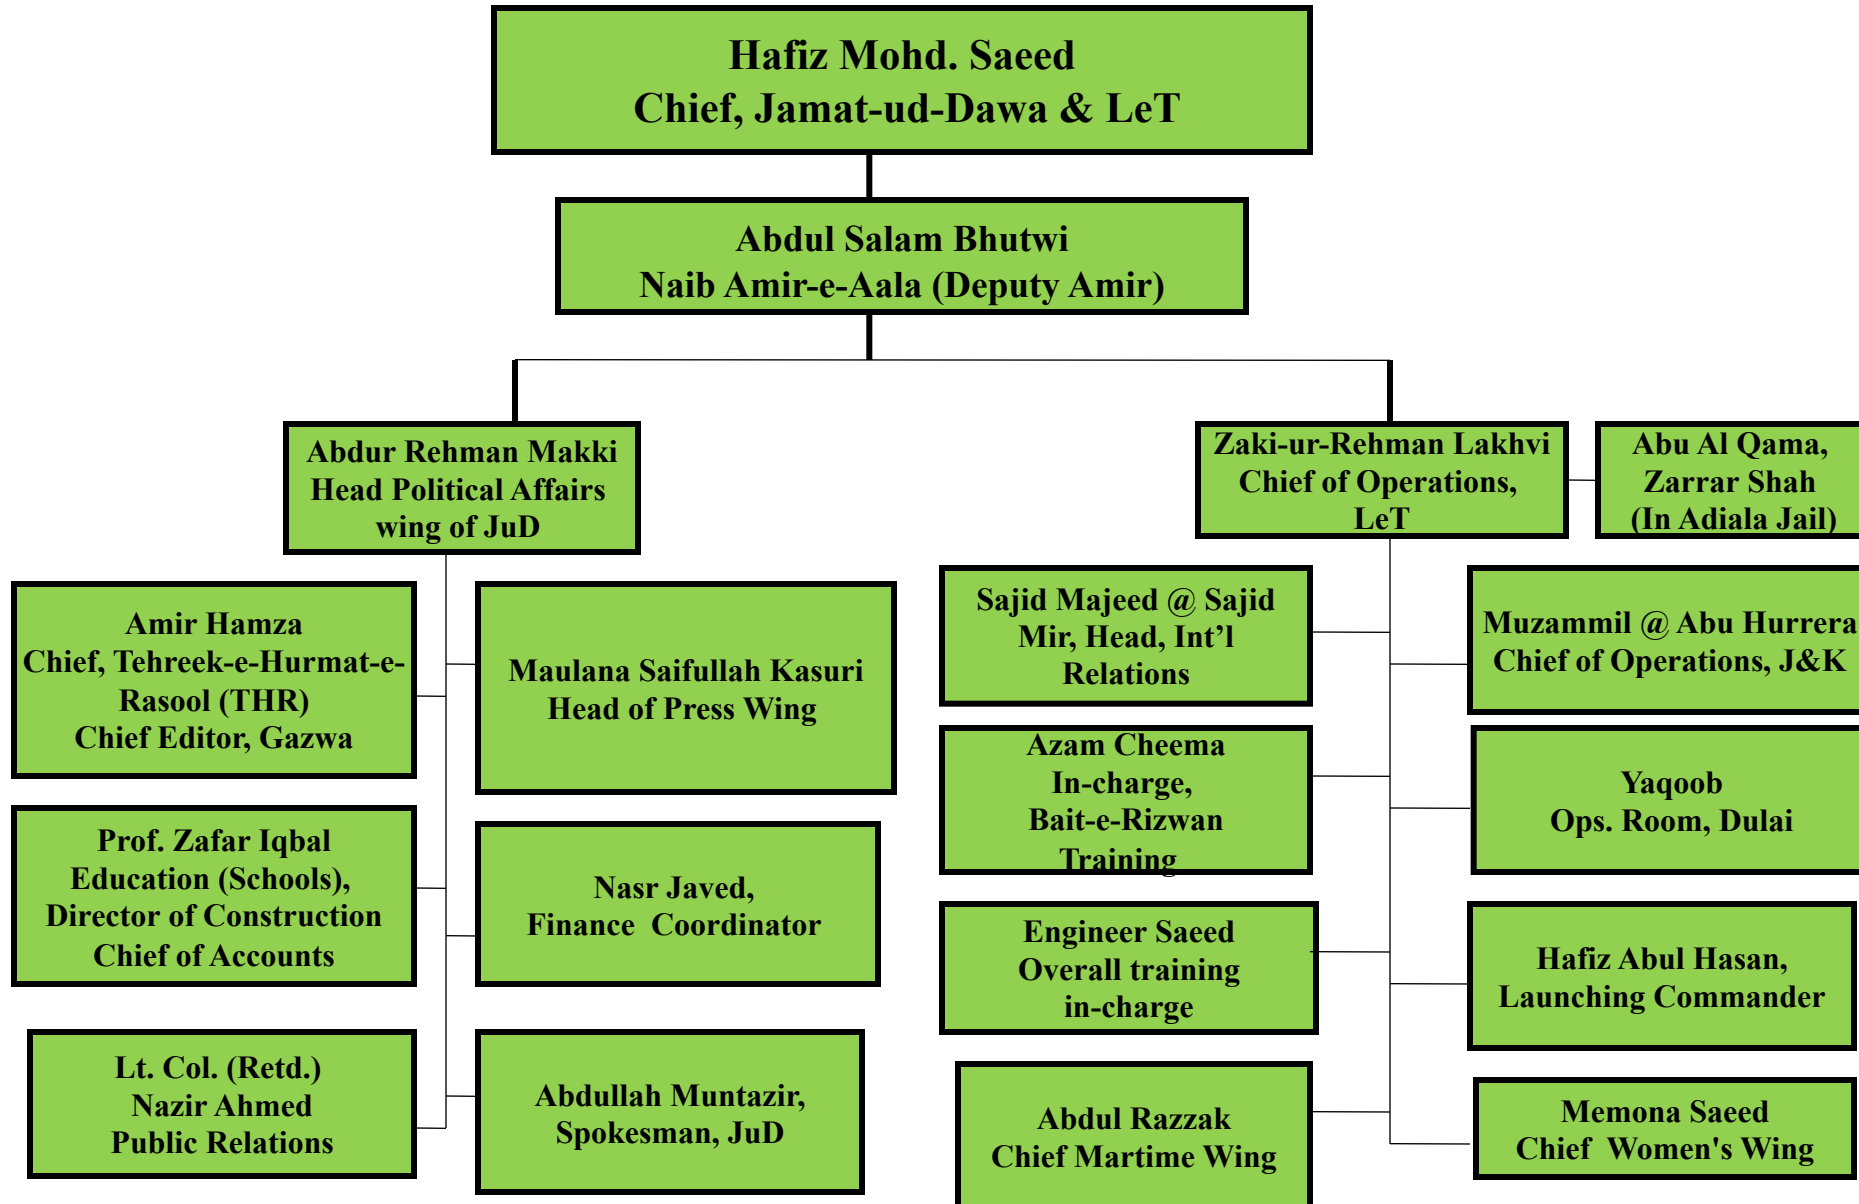 Hafiz Mohd. Saeed
Chief, Jamat-ud-Dawa & LeT
Abdul Salam Bhutwi
Naib Amir-e-Aala (Deputy Amir)
Abdur Rehman Makki
Head Political Affairs
wing of JuD
Zaki-ur-Rehman Lakhvi
Chief of Operations,
LeT
Abu Al Qama,
Zarrar Shah
(In Adiala Jail)
Amir Hamza
Chief, Tehreek-e-Hurmat-e-
Rasool (THR)
Chief Editor, Gazwa
Maulana Saifullah Kasuri
Head of Press Wing
Prof. Zafar Iqbal
Education (Schools),
Director of Construction
Chief of Accounts
Nasr Javed,
Finance  Coordinator
Lt. Col. (Retd.)
Nazir Ahmed
Public Relations
Abdullah Muntazir,
Spokesman, JuD
Sajid Majeed @ Sajid
Mir, Head, Int’l
Relations
Muzammil @ Abu Hurrera
Chief of Operations, J&K
Azam Cheema
In-charge,
Bait-e-Rizwan
Training
Yaqoob
Ops. Room, Dulai
Engineer Saeed
Overall training
in-charge
Hafiz Abul Hasan,
Launching Commander
Abdul Razzak
Chief Martime Wing
Memona Saeed
Chief  Women's Wing